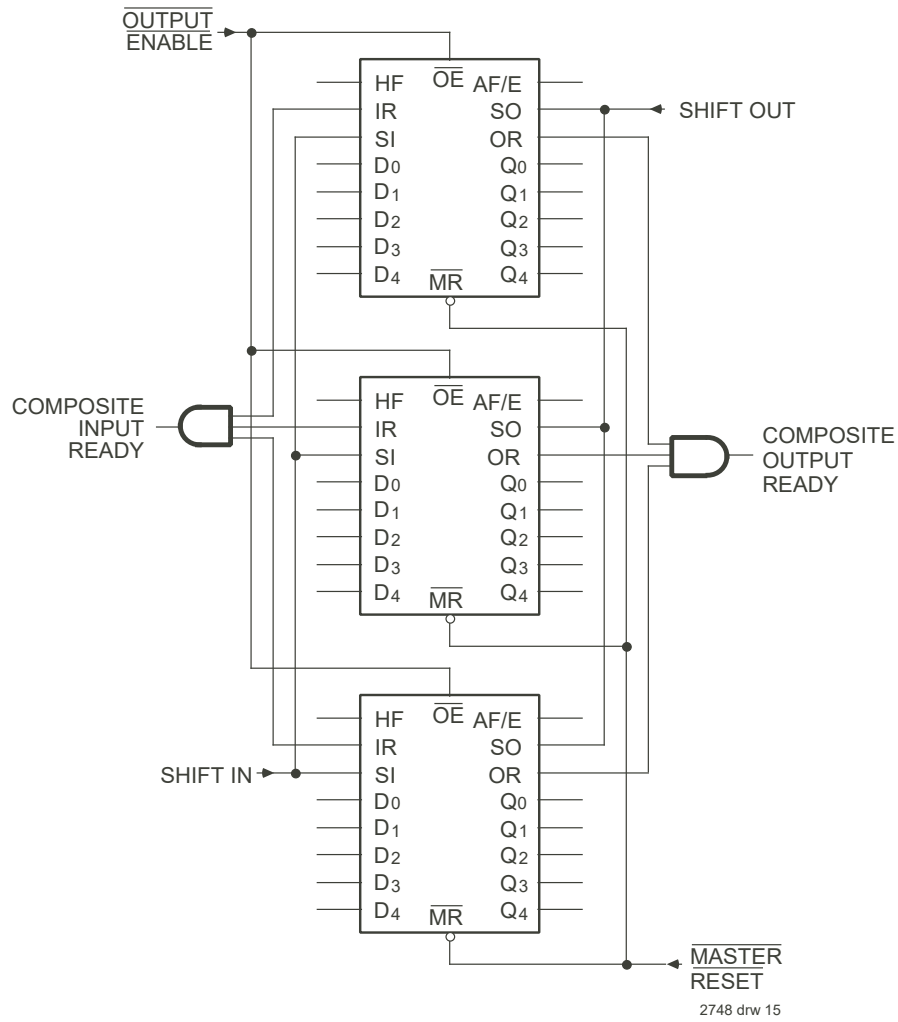 OUTPUT
ENABLE
OE
HF
AF/E
IR
SO
SHIFT OUT
SI
OR
D0
Q0
D1
Q1
D2
Q2
D3
Q3
D4
Q4
MR
OE
HF
AF/E
COMPOSITE
INPUT
READY
IR
SO
SI
OR
COMPOSITE
OUTPUT
READY
D0
Q0
D1
Q1
D2
Q2
D3
Q3
D4
Q4
MR
OE
HF
AF/E
IR
SO
SHIFT IN
SI
OR
D0
Q0
D1
Q1
D2
Q2
D3
Q3
D4
Q4
MR
MASTER
RESET
2748 drw 15